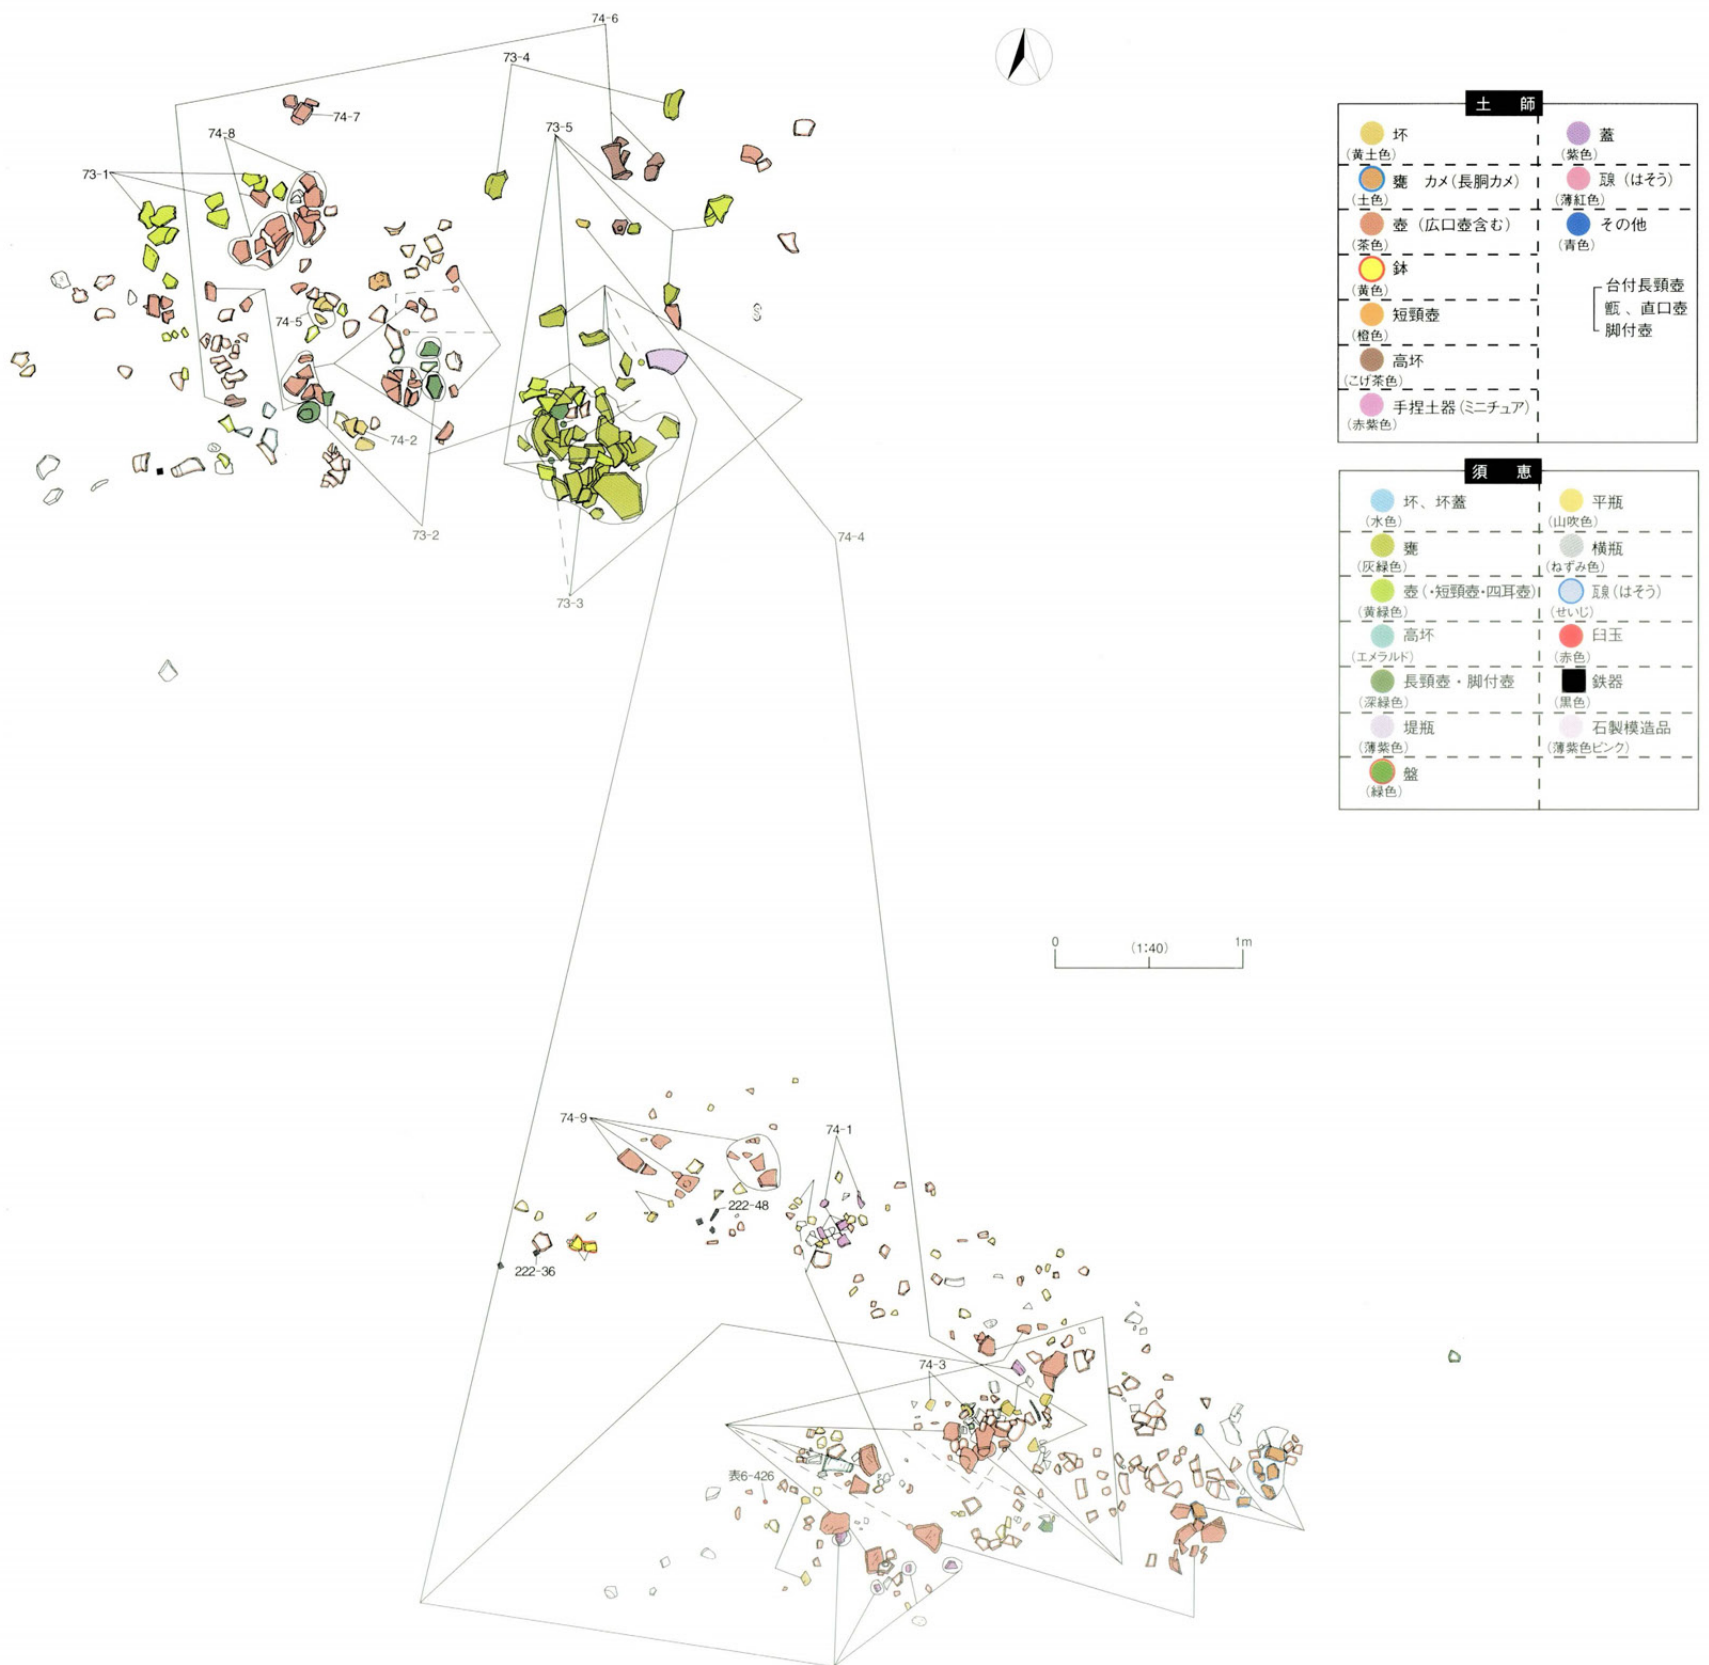 74-6
73-4
73-5
74-7
74-8
73-1
74-5
74-2
73-2
74-4
73-3
土 師
坏
(黄土色)
甕 カメ(長胴カメ)
(土色)
壺 (広口壺含む)
(茶色)
鉢
(黄色)
短頸壺
(橙色)
高坏
(こげ茶色)
手捏土器(ミニチュア)
(赤紫色)
蓋
(紫色)
𤭯 (はそう)
(薄紅色)
その他
(青色)
台付長頸壺
甑 、直口壺
脚付壺
須 恵
坏、坏蓋
(水色)
甕
(灰緑色)
壺(・短頸壺・四耳壺)
(黄緑色)
高坏
(エメラルド)
長頸壺・脚付壺
(深緑色)
堤瓶
(薄紫色)
盤
(緑色)
平瓶
(山吹色)
横瓶
(ねずみ色)
𤭯(はそう)
(せいじ)
臼玉
(赤色)
鉄器
(黒色)
石製模造品
(薄紫色ピンク)
0 (1:40) 1m
74-9
74-1
222-48
222-36
74-3
表6-426